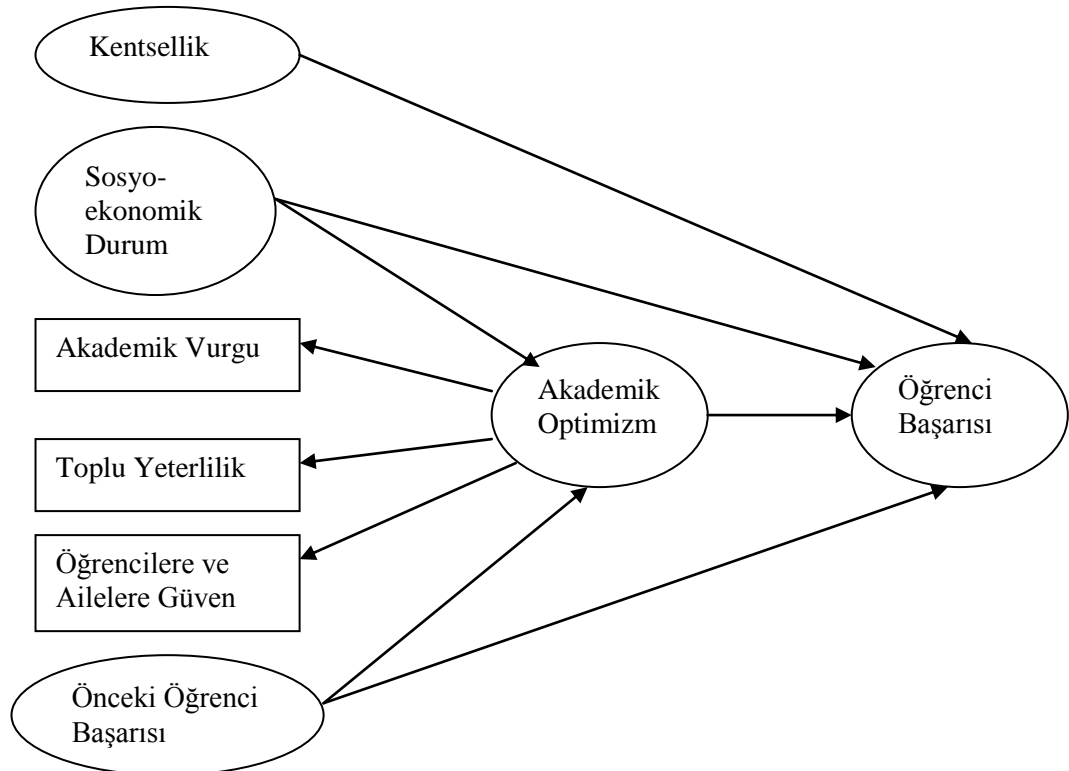 Kentsellik
Sosyo-
ekonomik
Durum
Akademik Vurgu
Akademik
Optimizm
Öğrenci
Başarısı
Toplu Yeterlilik
Öğrencilere ve
Ailelere Güven
Önceki Öğrenci
Başarısı